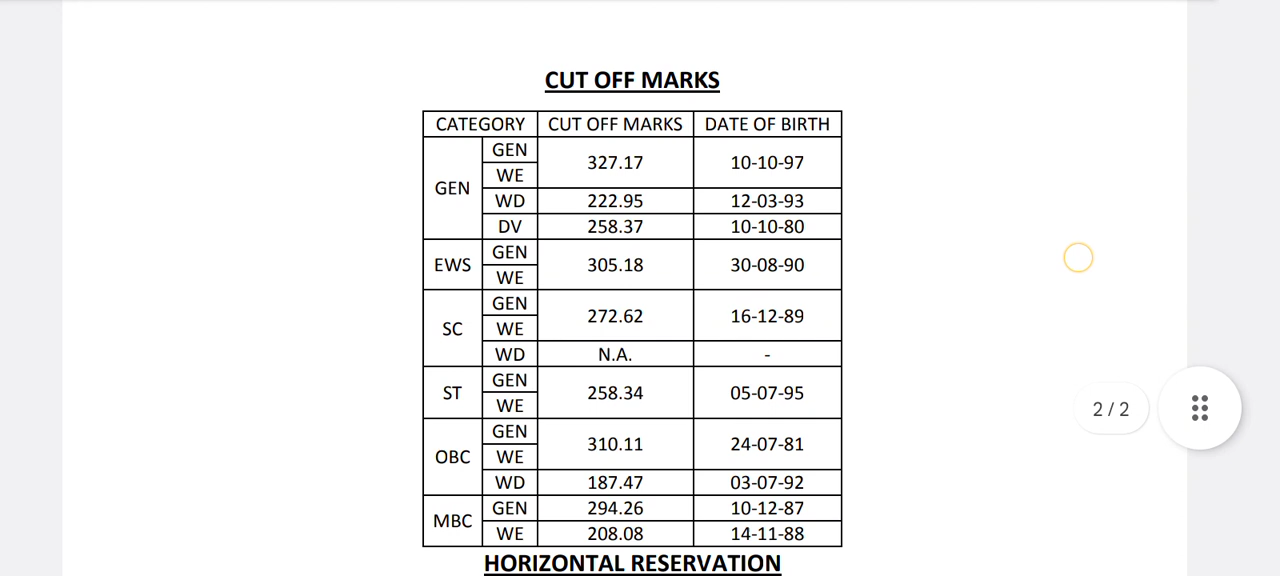 CUT OFF MARKS
CATEGORY CUT OFF MARKS DATE OF BIRTH
GEN GEN 327.17 10-10-97
WE
WD 222.95 12-03-93
DV 258.37 10-10-80
EWS GEN 305.18 30-08-90
WE
SC GEN 272.62 16-12-89
WE
WD N.A. -
ST GEN 258.34 05-07-95
WE
OBC GEN 310.11 24-07-81
WE
WD 187.47 03-07-92
MBC GEN 294.26 10-12-87
WE 208.08 14-11-88
HORIZONTAL RESERVATION
2 / 2